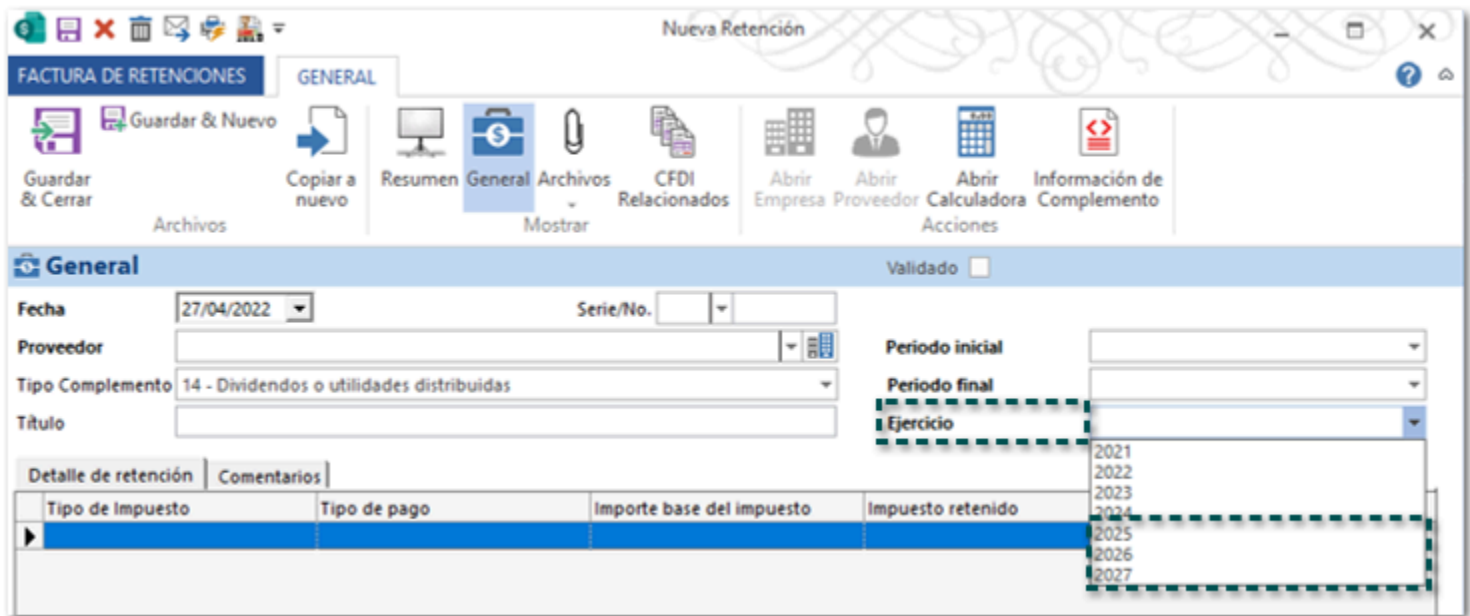 Nueva Retención
FACTURA DE RETENCIONES
GENERAL
Guardar & Cerrar
Guardar & Nuevo
Copiar a nuevo
Archivos
Resumen
General
Archivos
CFDI Relacionados
Mostrar
Abrir Empresa
Abrir Proveedor
Abrir Calculadora
Información de Complemento
Acciones
General
Validado
Fecha 27/04/2022 Serie/No.
Proveedor Periodo inicial
Tipo Complemento 14 - Dividendos o utilidades distribuidas Periodo final
Título Ejercicio
2021
2022
2023
2024
2025
2026
2027
Detalle de retención Comentarios
Tipo de Impuesto Tipo de pago Importe base del impuesto Impuesto retenido